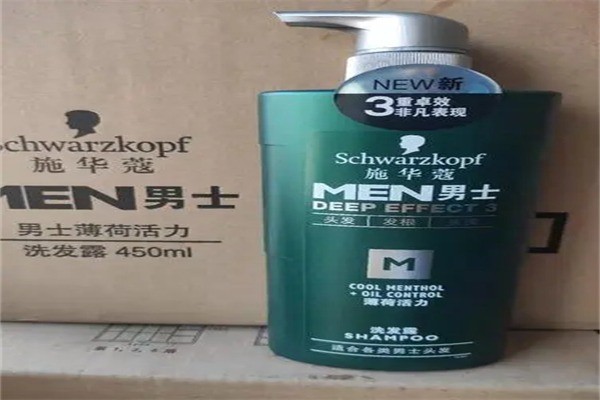 Schwarzkopf
施华蔻
MEN男士
男士薄荷活力
洗发露 450ml
NEW新
3重卓效
非凡表现
Schwarzkopf
施华蔻
MEN男士
DEEP EFFECT 3
头发 | 发根 |
M
COOL MENTHOL
+ OIL CONTROL
薄荷活力
洗发露
SHAMPOO
适合各类男士头发